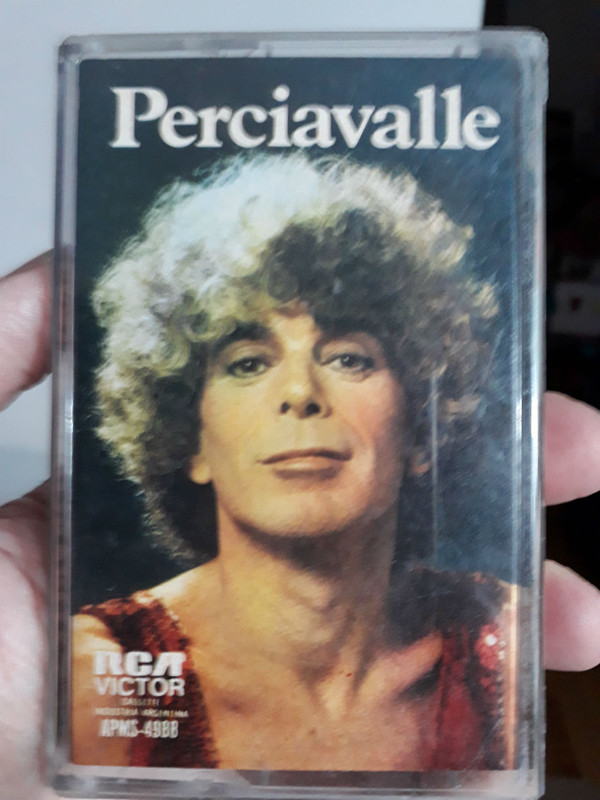 Perciavalle
RCA
VICTOR
CASSETTE
INDUSTRIA ARGENTINA
APMS-4988